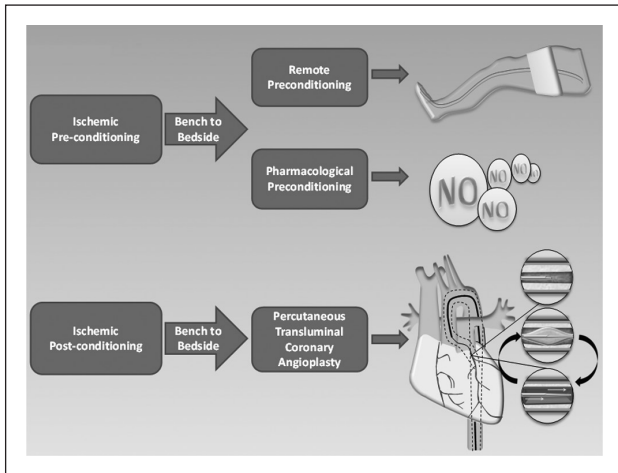 Remote
Preconditioning
Ischemic
Pre-conditioning
Bench to
Bedside
Pharmacological
Preconditioning
NO
NO
NO
NO
Ischemic
Post-conditioning
Bench to
Bedside
Percutaneous
Transluminal
Coronary
Angioplasty